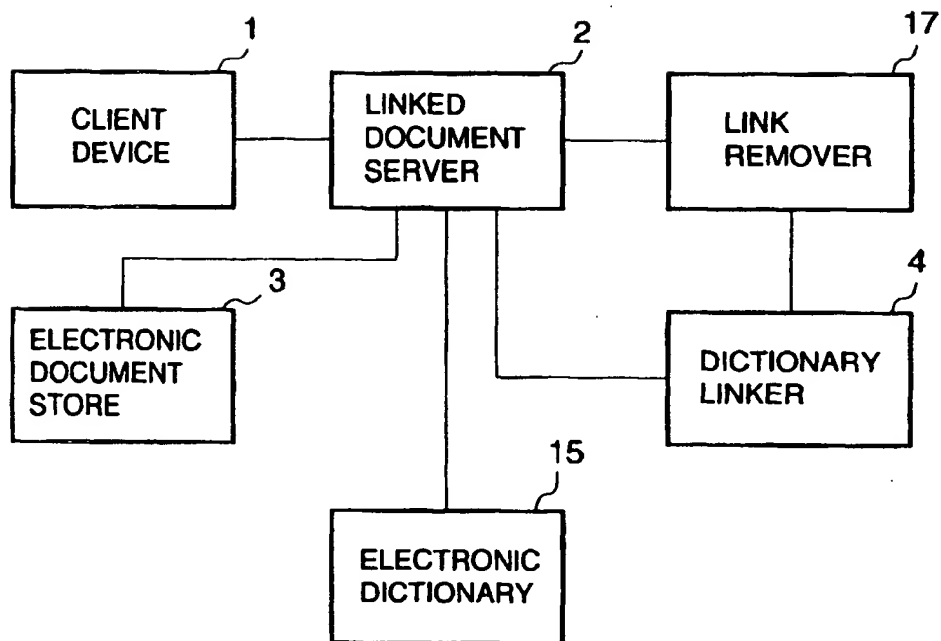 1
CLIENT
DEVICE
2
LINKED
DOCUMENT
SERVER
17
LINK
REMOVER
3
ELECTRONIC
DOCUMENT
STORE
4
DICTIONARY
LINKER
15
ELECTRONIC
DICTIONARY